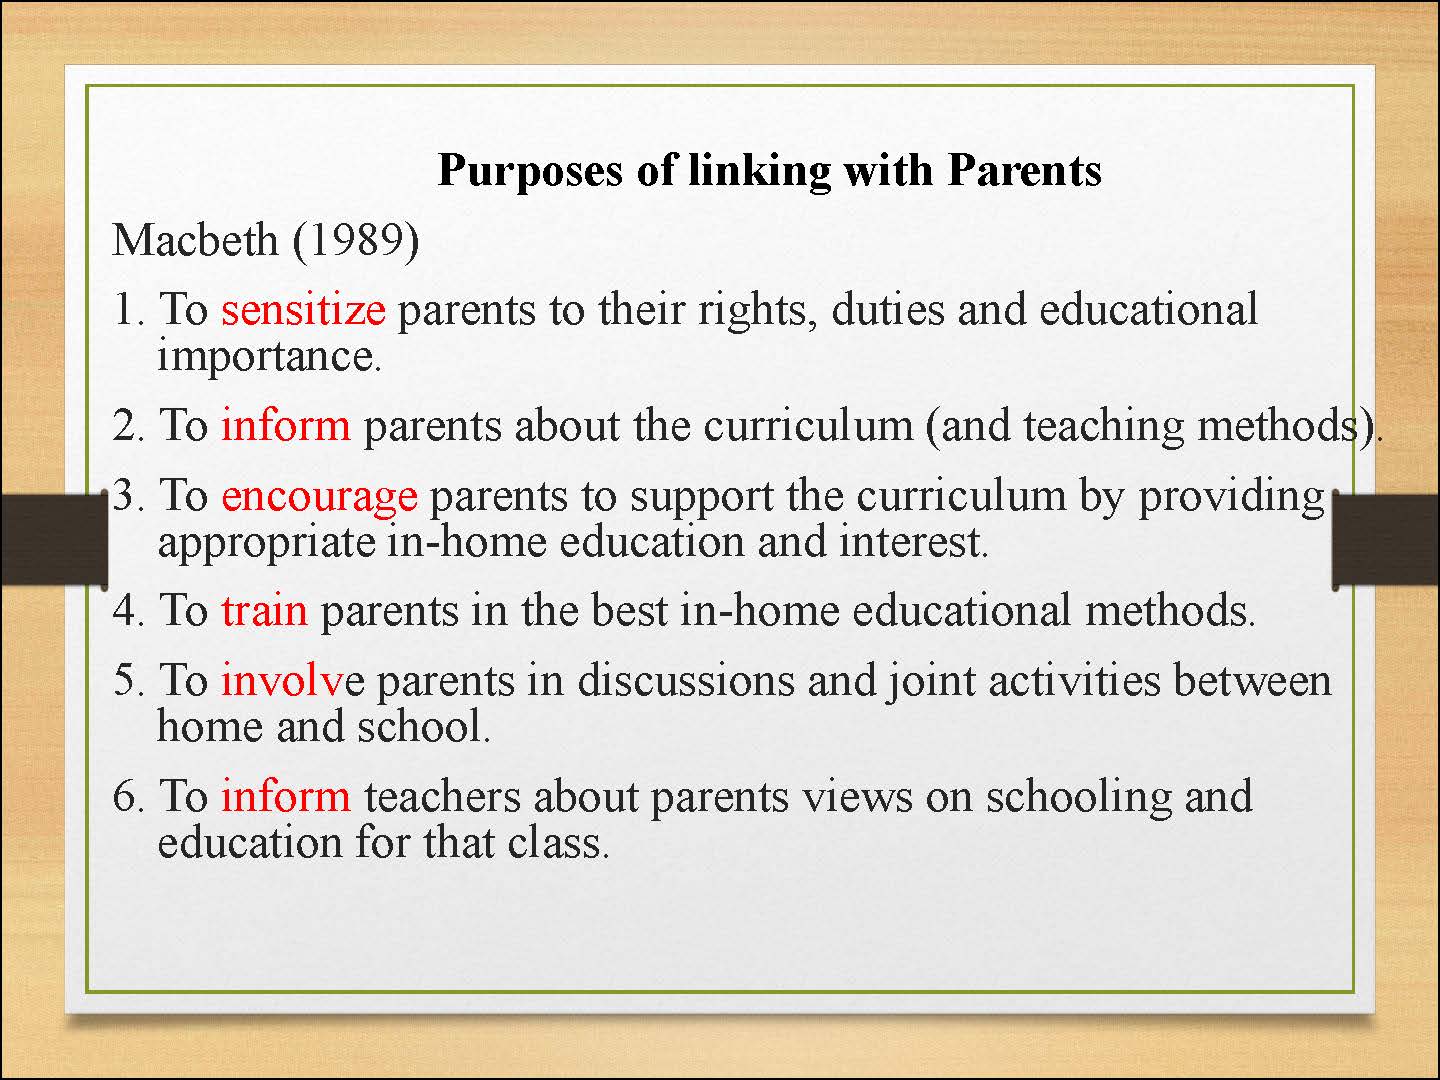 Purposes of linking with Parents
Macbeth (1989)
1. To sensitize parents to their rights, duties and educational
importance.
2. To inform parents about the curriculum (and teaching methods).
3. To encourage parents to support the curriculum by providing
appropriate in-home education and interest.
4. To train parents in the best in-home educational methods.
5. To involve parents in discussions and joint activities between
home and school.
6. To inform teachers about parents views on schooling and
education for that class.